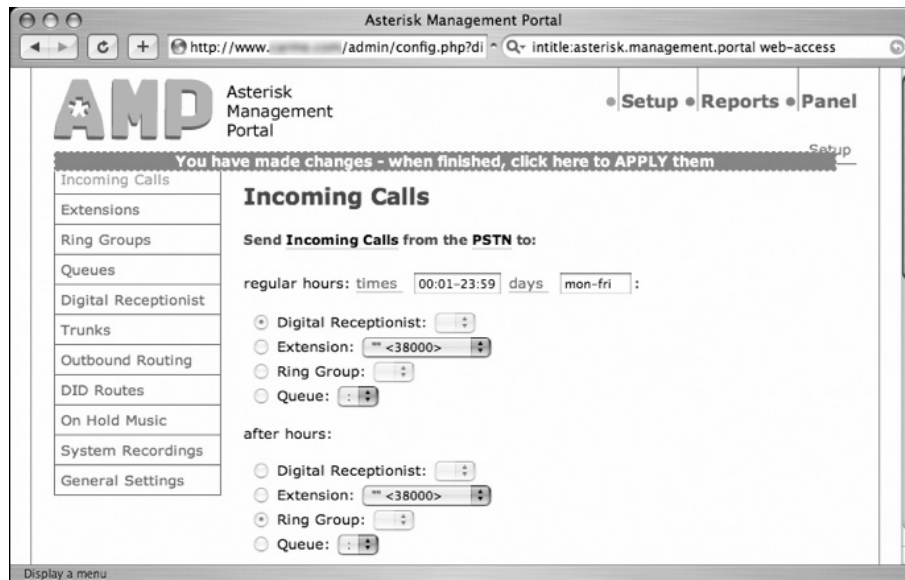 Asterisk Management Portal
http://www. /admin/config.php?di
intitle:asterisk.management.portal web-access
AMP
Asterisk
Management
Portal
Setup Reports Panel
Setup
You have made changes - when finished, click here to APPLY them
Incoming Calls
Extensions
Ring Groups
Queues
Digital Receptionist
Trunks
Outbound Routing
DID Routes
On Hold Music
System Recordings
General Settings
Incoming Calls
Send Incoming Calls from the PSTN to:
regular hours: times 00:01-23:59 days mon-fri :
Digital Receptionist:
Extension: "" <38000>
Ring Group:
Queue: :
after hours:
Digital Receptionist:
Extension: "" <38000>
Ring Group:
Queue: :
Display a menu